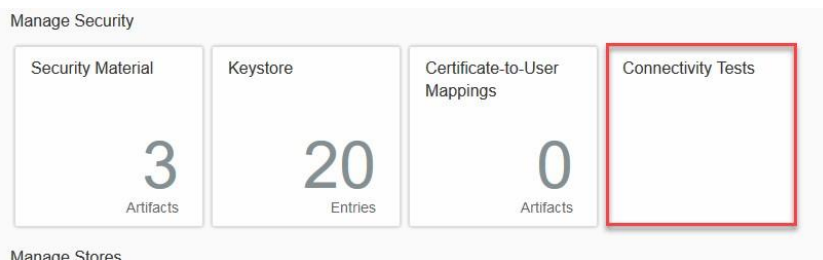 Manage Security
Security Material
Keystore
Certificate-to-User
Mappings
Connectivity Tests
3
Artifacts
20
Entries
0
Artifacts
Manage Stores